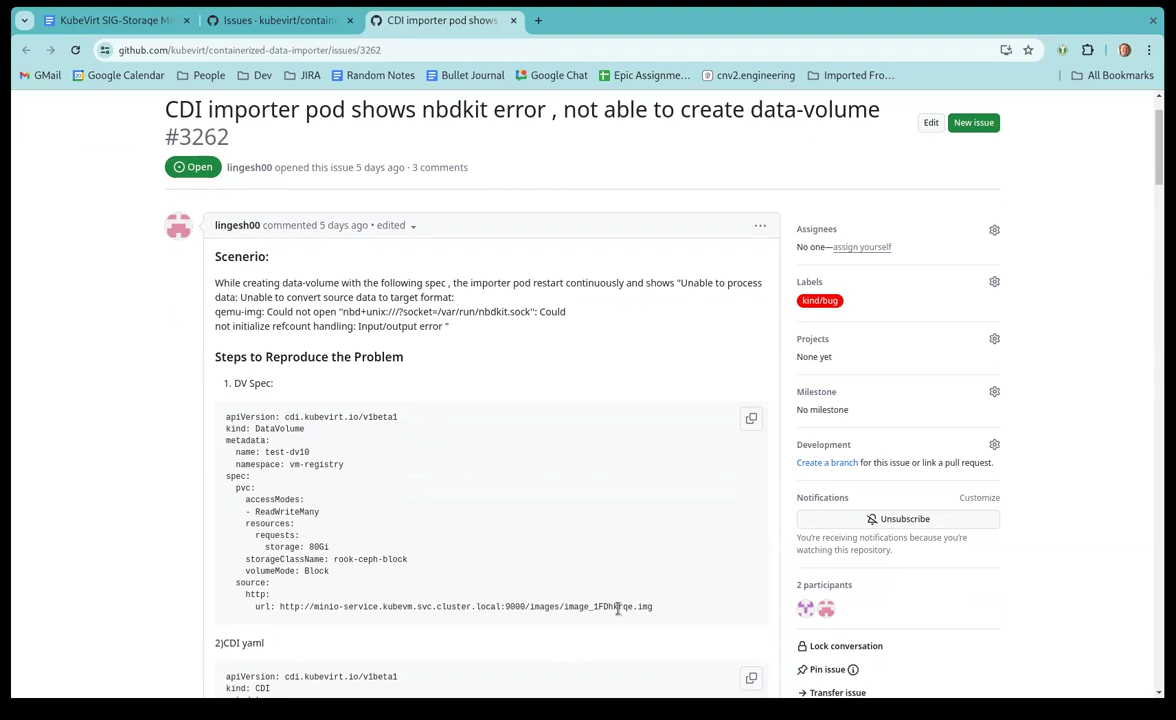 KubeVirt SIG-Storage M
Issues · kubevirt/contain
CDI importer pod shows
github.com/kubevirt/containerized-data-importer/issues/3262
GMail
Google Calendar
People
Dev
JIRA
Random Notes
Bullet Journal
Google Chat
Epic Assignme...
cnv2.engineering
Imported Fro...
All Bookmarks
CDI importer pod shows nbdkit error , not able to create data-volume
#3262
Edit
New issue
Open
lingesh00 opened this issue 5 days ago · 3 comments
lingesh00 commented 5 days ago • edited
Scenerio:
While creating data-volume with the following spec , the importer pod restart continuously and shows "Unable to process
data: Unable to convert source data to target format:
qemu-img: Could not open "nbd+unix:///?socket=/var/run/nbdkit.sock": Could
not initialize refcount handling: Input/output error "
Steps to Reproduce the Problem
1. DV Spec:
apiVersion: cdi.kubevirt.io/v1beta1
kind: DataVolume
metadata:
name: test-dv10
namespace: vm-registry
spec:
pvc:
accessModes:
- ReadWriteMany
resources:
requests:
storage: 80Gi
storageClassName: rook-ceph-block
volumeMode: Block
source:
http:
url:
2)CDI yaml
apiVersion: cdi.kubevirt.io/v1beta1
kind: CDI
Assignees
No one—assign yourself
Labels
kind/bug
Projects
None yet
Milestone
No milestone
Development
Create a branch for this issue or link a pull request.
Notifications
Customize
Unsubscribe
You're receiving notifications because you're
watching this repository.
2 participants
Lock conversation
Pin issue
Transfer issue